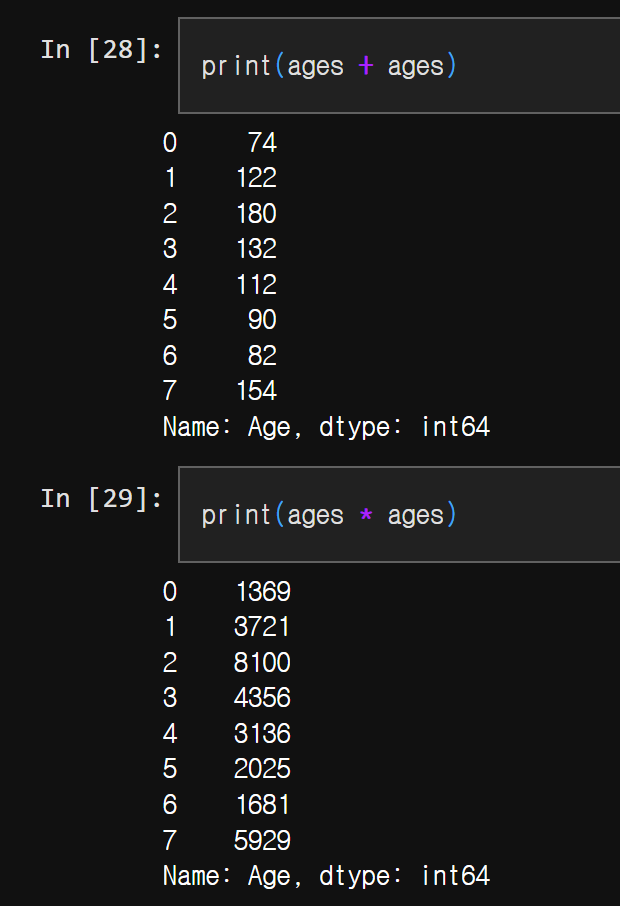 In [28]:
print(ages + ages)
0 74
1 122
2 180
3 132
4 112
5 90
6 82
7 154
Name: Age, dtype: int64
In [29]:
print(ages * ages)
0 1369
1 3721
2 8100
3 4356
4 3136
5 2025
6 1681
7 5929
Name: Age, dtype: int64